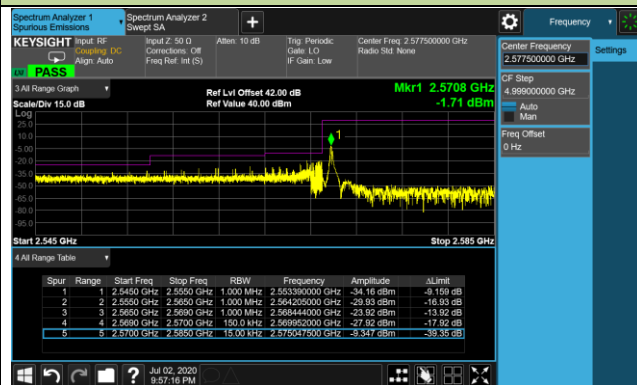 Spectrum Analyzer 1
Spurious Emissions
Spectrum Analyzer 2
Swept SA
Frequency
KEYSIGHT
Input: RF
Coupling: DC
Align: Auto
Input Z: 50 Ω
Corrections: Off
Freq Ref: Int (S)
Atten: 10 dB
Trig: Periodic
Gate: LO
IF Gain: Low
Center Freq: 2.577500000 GHz
Radio Std: None
PASS
Center Frequency
2.577500000 GHz
Settings
CF Step
4.999000000 GHz
Auto
Man
Freq Offset
0 Hz
3 All Range Graph
Scale/Div 15.0 dB
Ref Lvl Offset 42.00 dB
Ref Value 40.00 dBm
Mkr1 2.5708 GHz
-1.71 dBm
Log
25.0
10.0
-5.00
-20.0
-35.0
-50.0
-65.0
-80.0
-95.0
1
Start 2.545 GHz
Stop 2.585 GHz
4 All Range Table
Spur Range Start Freq Stop Freq RBW Frequency Amplitude ΔLimit
1 1 2.5450 GHz 2.5550 GHz 1.000 MHz 2.553390000 GHz -34.16 dBm -9.159 dB
2 2 2.5550 GHz 2.5650 GHz 1.000 MHz 2.564205000 GHz -29.93 dBm -16.93 dB
3 3 2.5650 GHz 2.5690 GHz 1.000 MHz 2.568444000 GHz -23.92 dBm -13.92 dB
4 4 2.5690 GHz 2.5700 GHz 150.0 kHz 2.569952000 GHz -27.92 dBm -17.92 dB
5 5 2.5700 GHz 2.5850 GHz 15.00 kHz 2.575047500 GHz -9.347 dBm -39.35 dB
Jul 02, 2020
9:57:16 PM